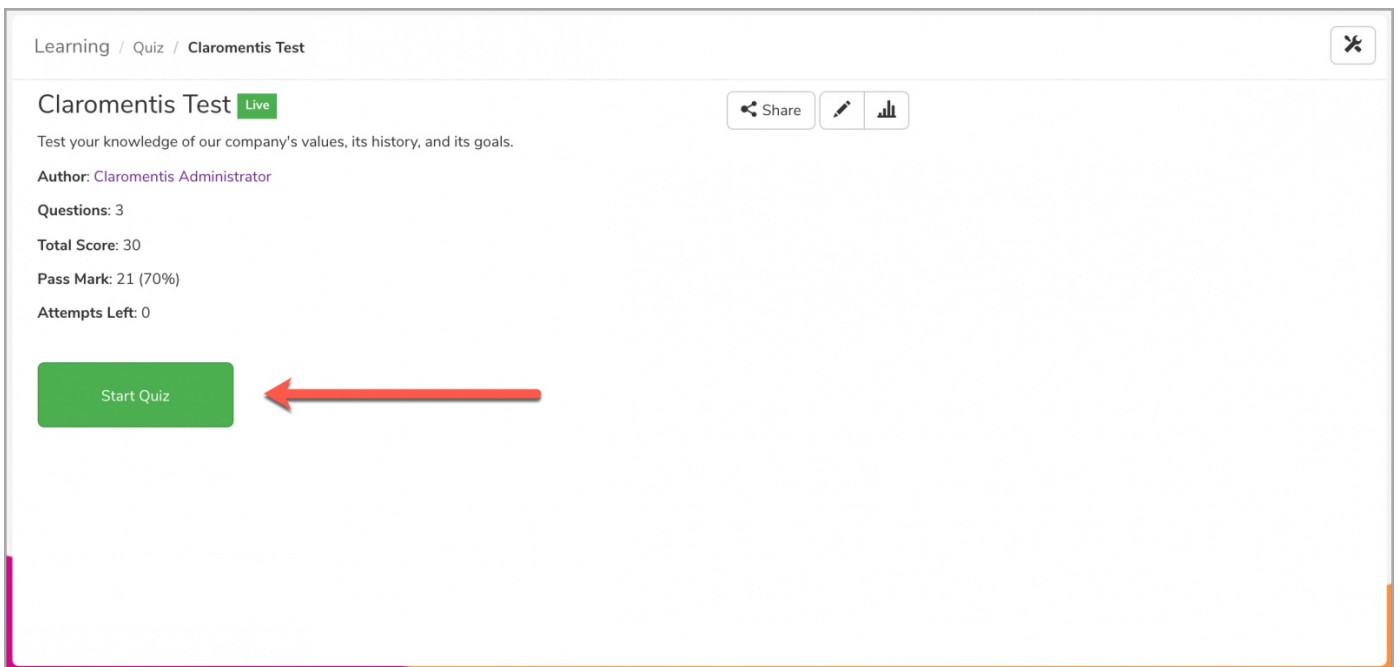 Learning / Quiz / Claromentis Test
Claromentis Test Live
Share
Test your knowledge of our company's values, its history, and its goals.
Author: Claromentis Administrator
Questions: 3
Total Score: 30
Pass Mark: 21 (70%)
Attempts Left: 0
Start Quiz